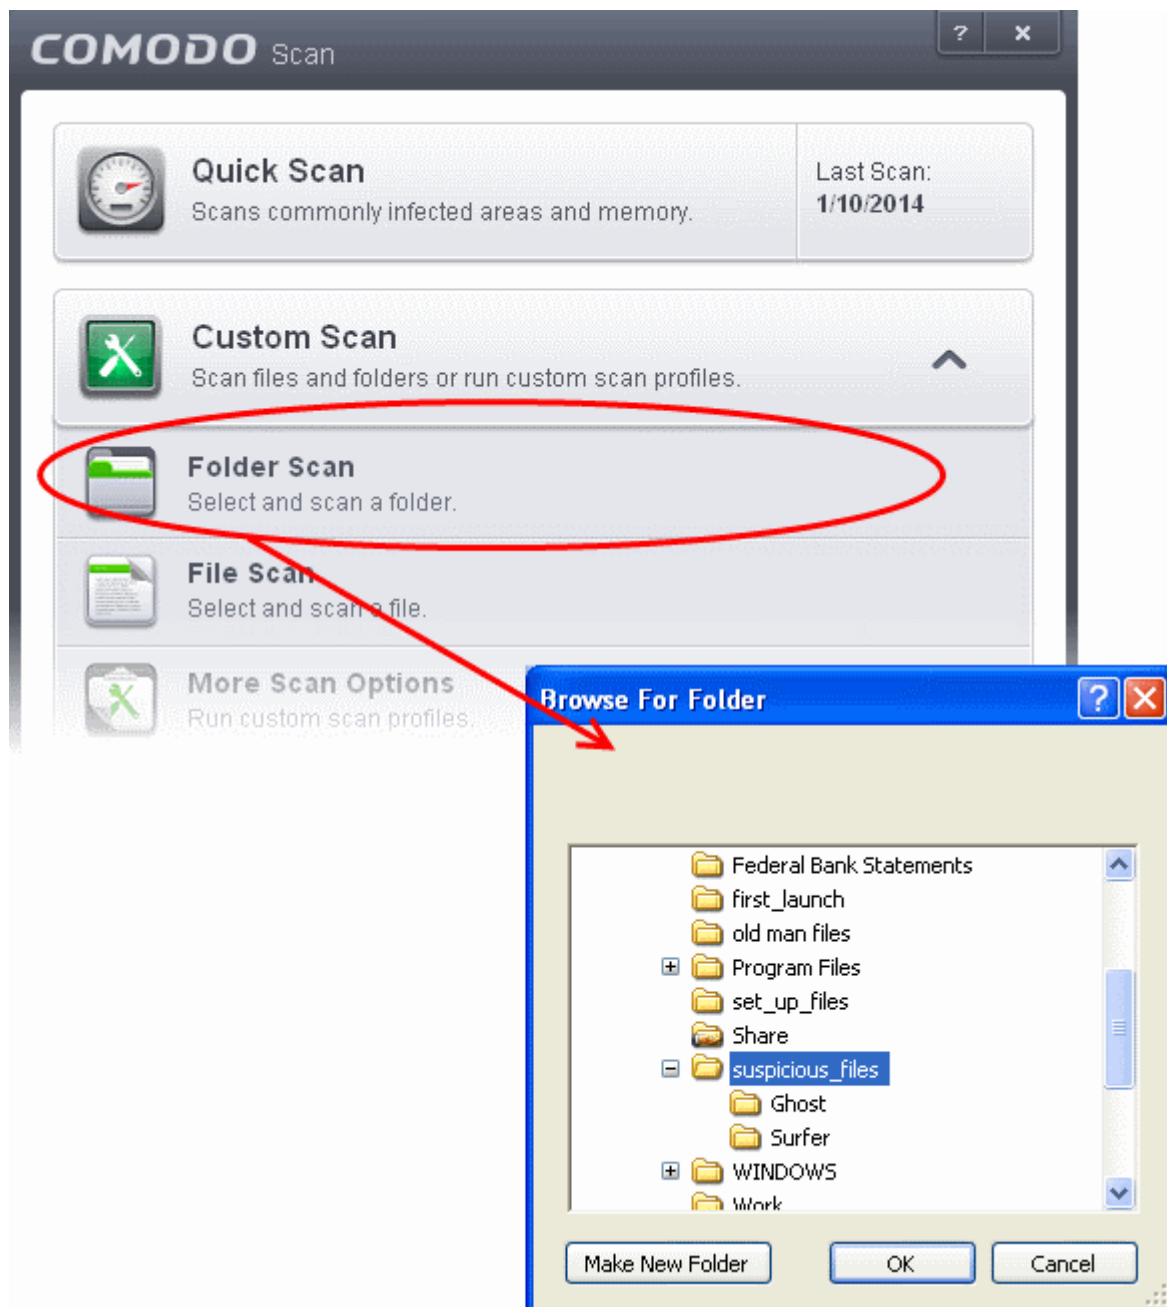 COMODO Scan
? x
Quick Scan
Scans commonly infected areas and memory.
Last Scan:
1/10/2014
Custom Scan
Scan files and folders or run custom scan profiles.
Folder Scan
Select and scan a folder.
File Scan
Select and scan a file.
More Scan Options
Run custom scan profiles.
Browse For Folder
?
Federal Bank Statements
first_launch
old man files
Program Files
set_up_files
Share
suspicious_files
Ghost
Surfer
WINDOWS
Work
Make New Folder
OK
Cancel